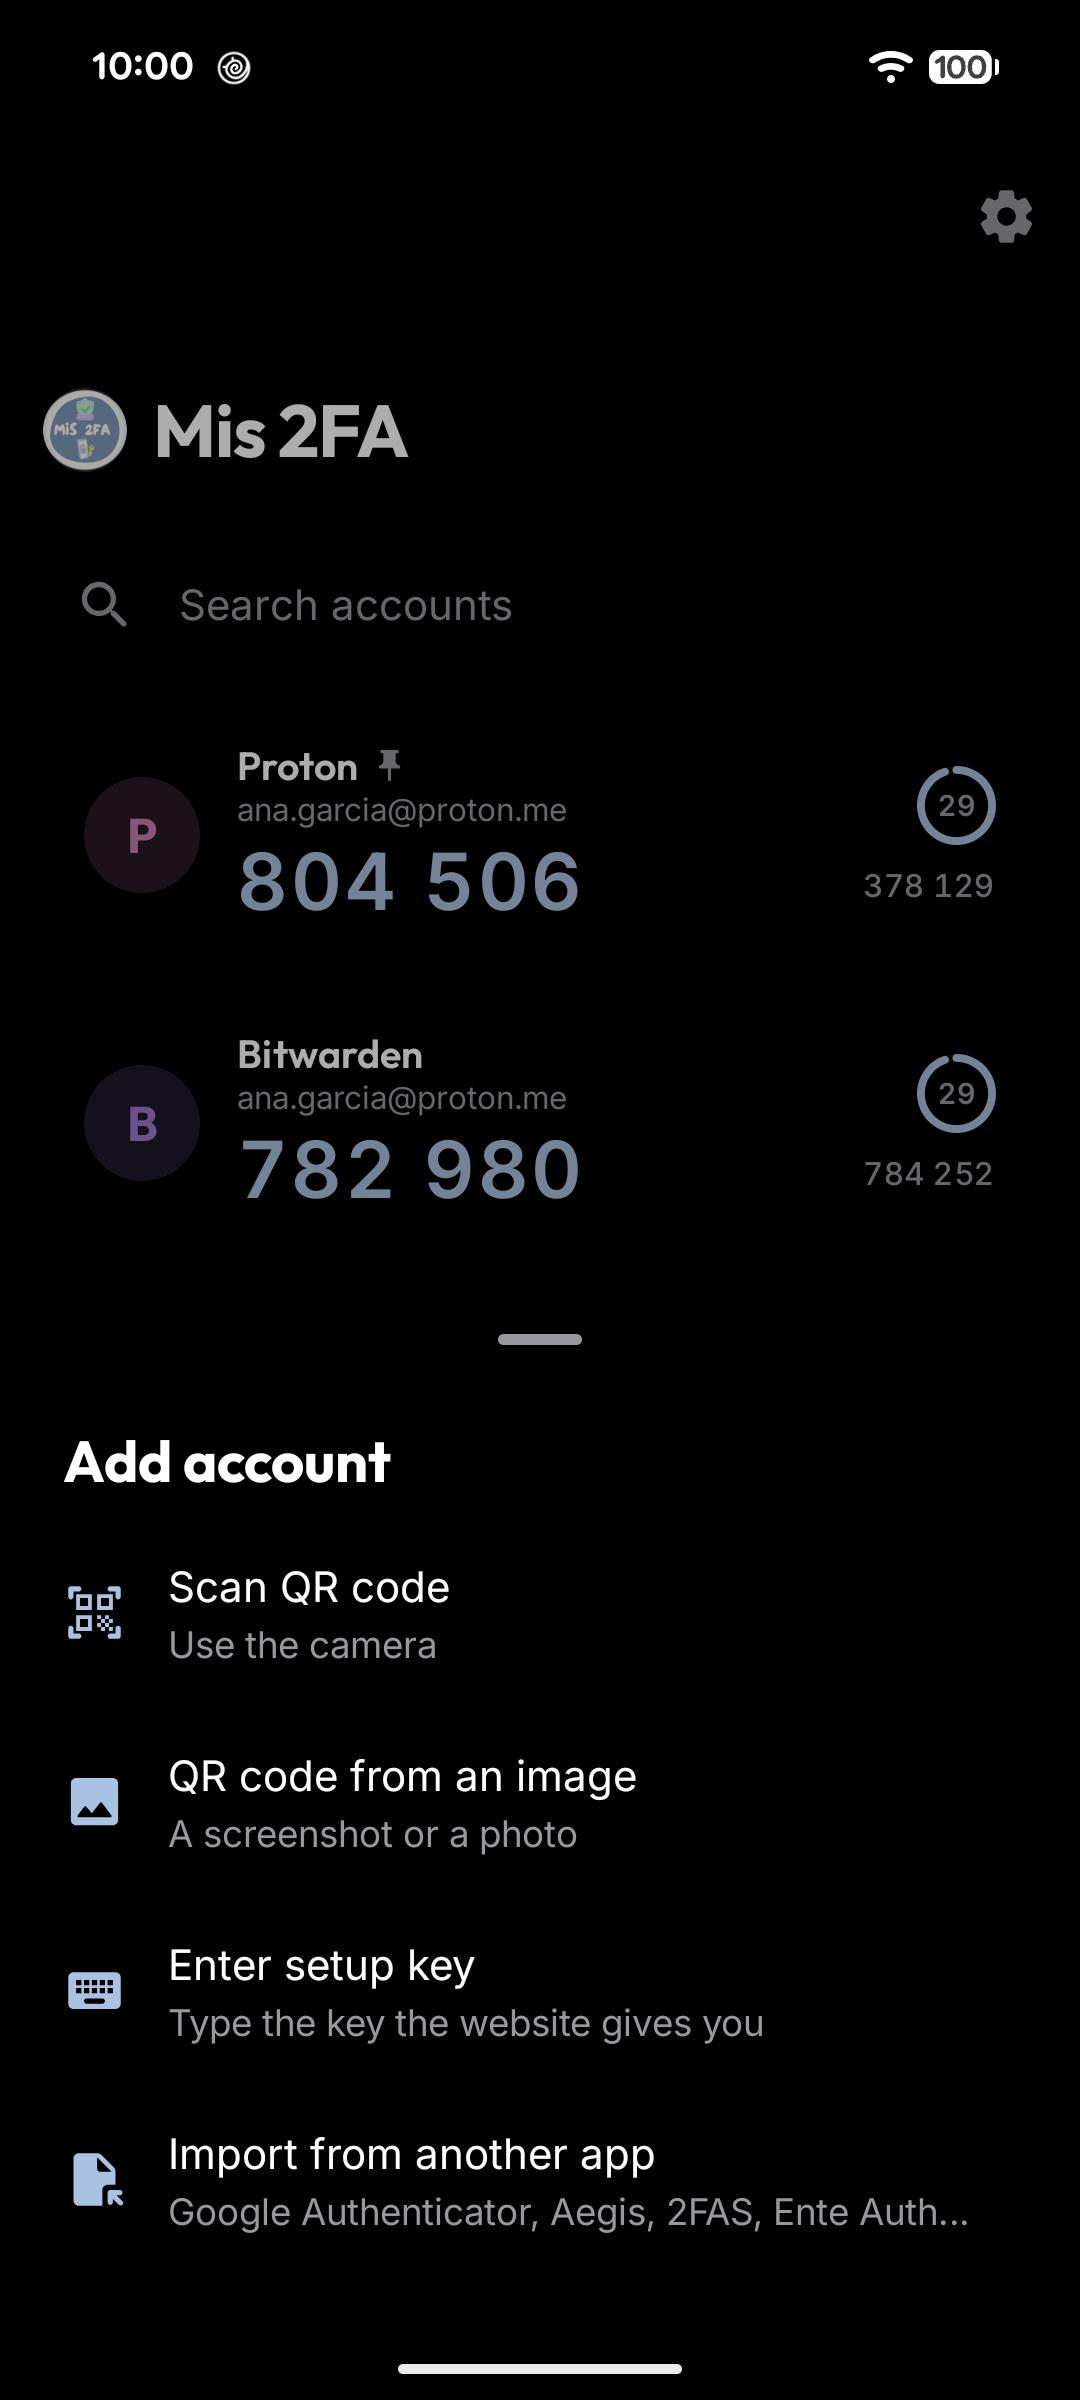 10:00
100
MiS 2FA
Mis 2FA
Search accounts
P
Proton
ana.garcia@proton.me
804 506
29
378 129
B
Bitwarden
ana.garcia@proton.me
782 980
29
784 252
Add account
Scan QR code
Use the camera
QR code from an image
A screenshot or a photo
Enter setup key
Type the key the website gives you
Import from another app
Google Authenticator, Aegis, 2FAS, Ente Auth...